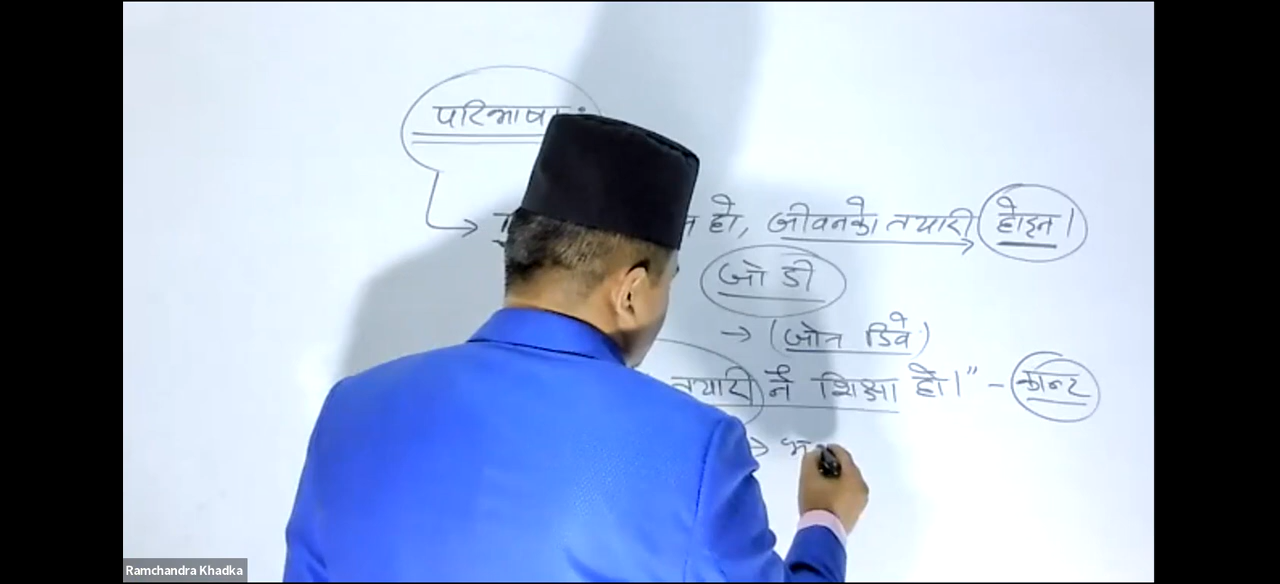 परिभाषा :
→ हो, जीवनको तयारी होइन ।
जो डी
→ (जोन डिवे)
तयारी नै शिक्षा हो ।" - कान्ट
→
Ramchandra Khadka